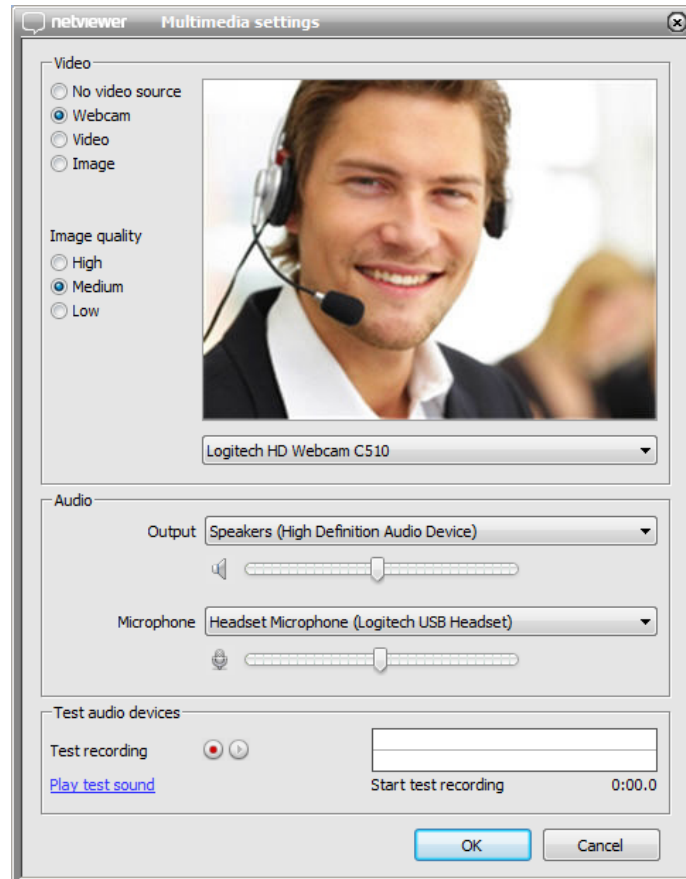 netviewer Multimedia settings
Video
No video source
Webcam
Video
Image
Image quality
High
Medium
Low
Logitech HD Webcam C510
Audio
Output Speakers (High Definition Audio Device)
Microphone Headset Microphone (Logitech USB Headset)
Test audio devices
Test recording
Play test sound Start test recording 0:00.0
OK Cancel